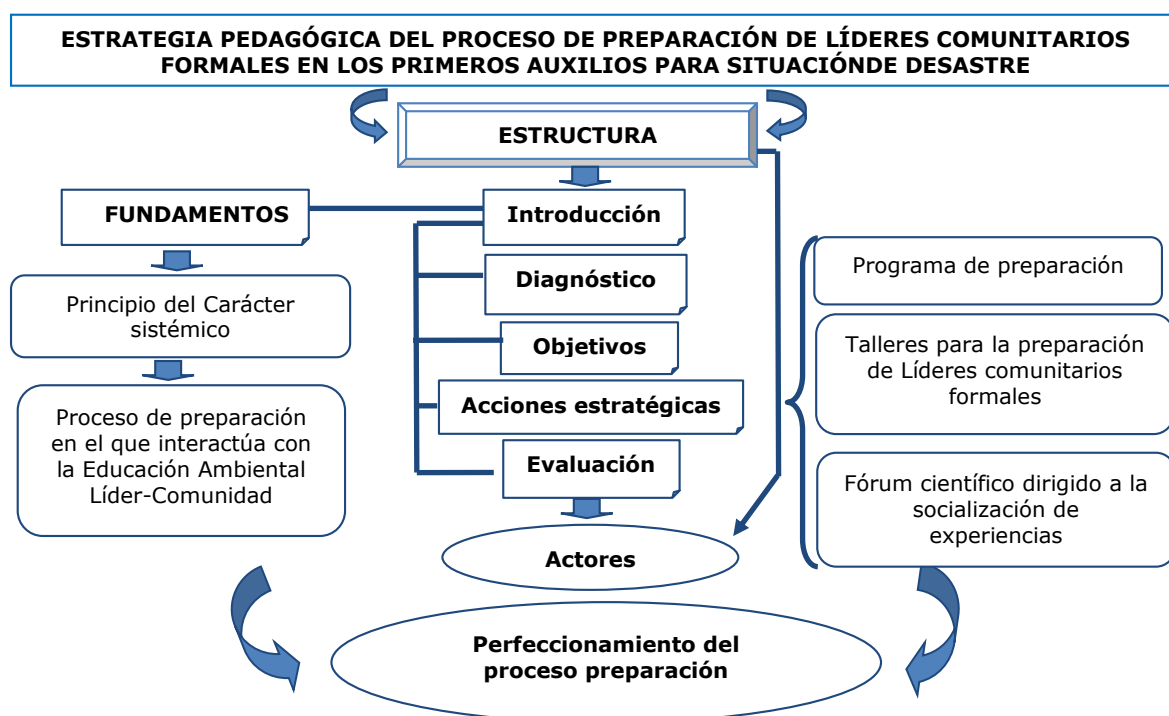 ESTRATEGIA PEDAGÓGICA DEL PROCESO DE PREPARACIÓN DE LÍDERES COMUNITARIOS
FORMALES EN LOS PRIMEROS AUXILIOS PARA SITUACIÓNDE DESASTRE
ESTRUCTURA
FUNDAMENTOS
Principio del Carácter
sistémico
Proceso de preparación
en el que interactúa con
la Educación Ambiental
Líder-Comunidad
Introducción
Diagnóstico
Objetivos
Acciones estratégicas
Evaluación
Programa de preparación
Talleres para la preparación
de Líderes comunitarios
formales
Fórum científico dirigido a la
socialización de
experiencias
Actores
Perfeccionamiento del
proceso preparación